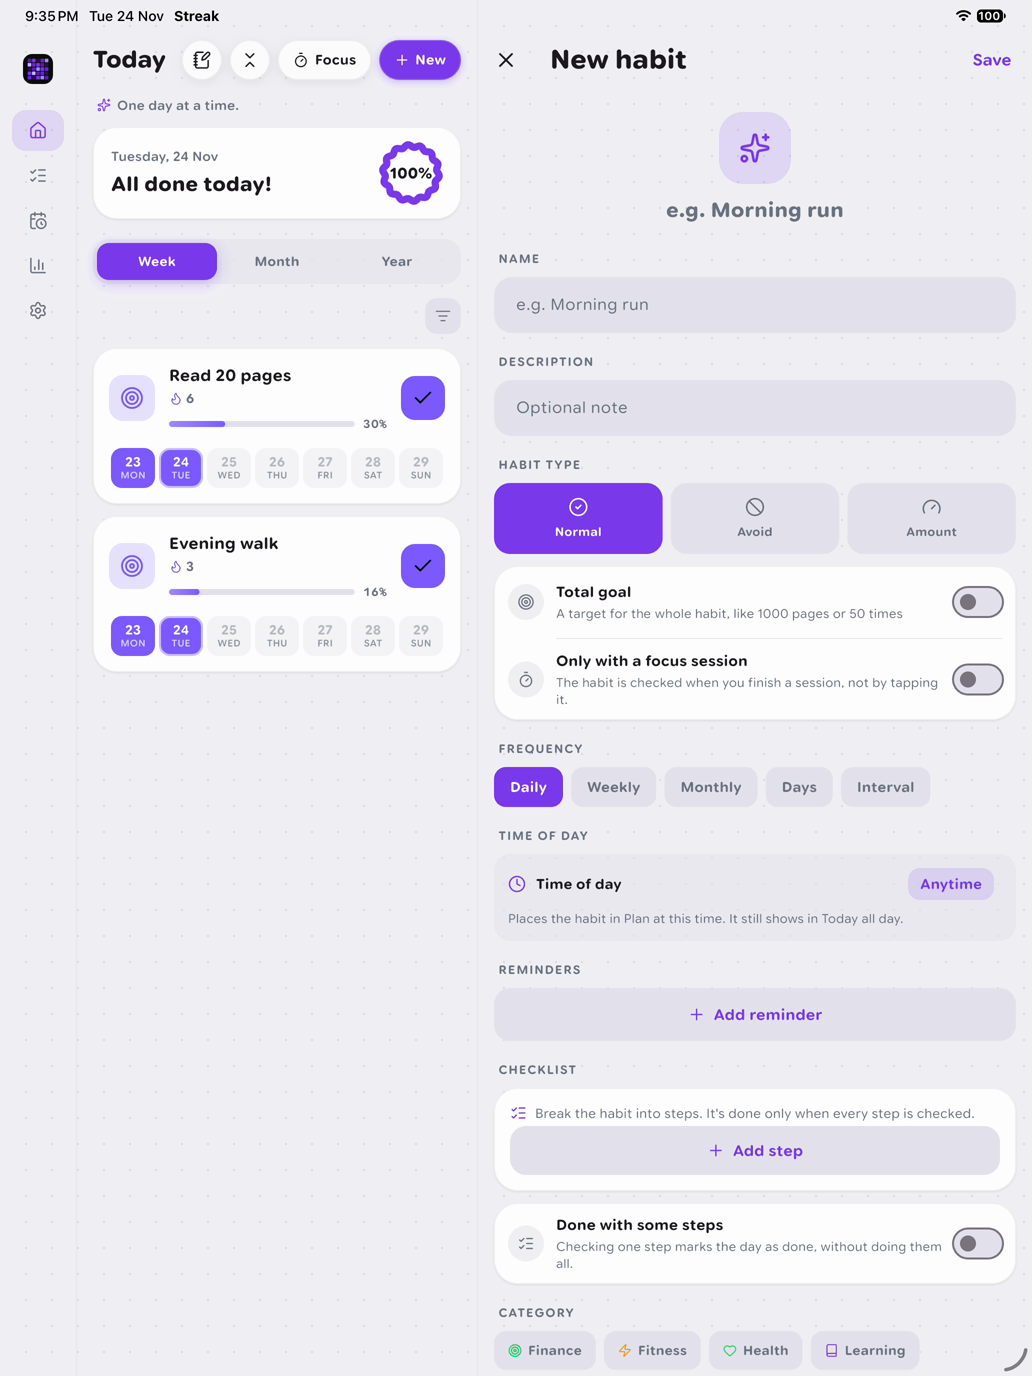 9:35 PM Tue 24 Nov Streak
100
Today
Focus
+ New
One day at a time.
Tuesday, 24 Nov
All done today!
100%
Week
Month
Year
Read 20 pages
6
30%
23 24 25 26 27 28 29
MON TUE WED THU FRI SAT SUN
Evening walk
3
16%
23 24 25 26 27 28 29
MON TUE WED THU FRI SAT SUN
New habit
Save
e.g. Morning run
NAME
e.g. Morning run
DESCRIPTION
Optional note
HABIT TYPE
Normal
Avoid
Amount
Total goal
A target for the whole habit, like 1000 pages or 50 times
Only with a focus session
The habit is checked when you finish a session, not by tapping
it.
FREQUENCY
Daily
Weekly
Monthly
Days
Interval
TIME OF DAY
Time of day
Anytime
Places the habit in Plan at this time. It still shows in Today all day.
REMINDERS
+ Add reminder
CHECKLIST
Break the habit into steps. It's done only when every step is checked.
+ Add step
Done with some steps
Checking one step marks the day as done, without doing them
all.
CATEGORY
Finance
Fitness
Health
Learning